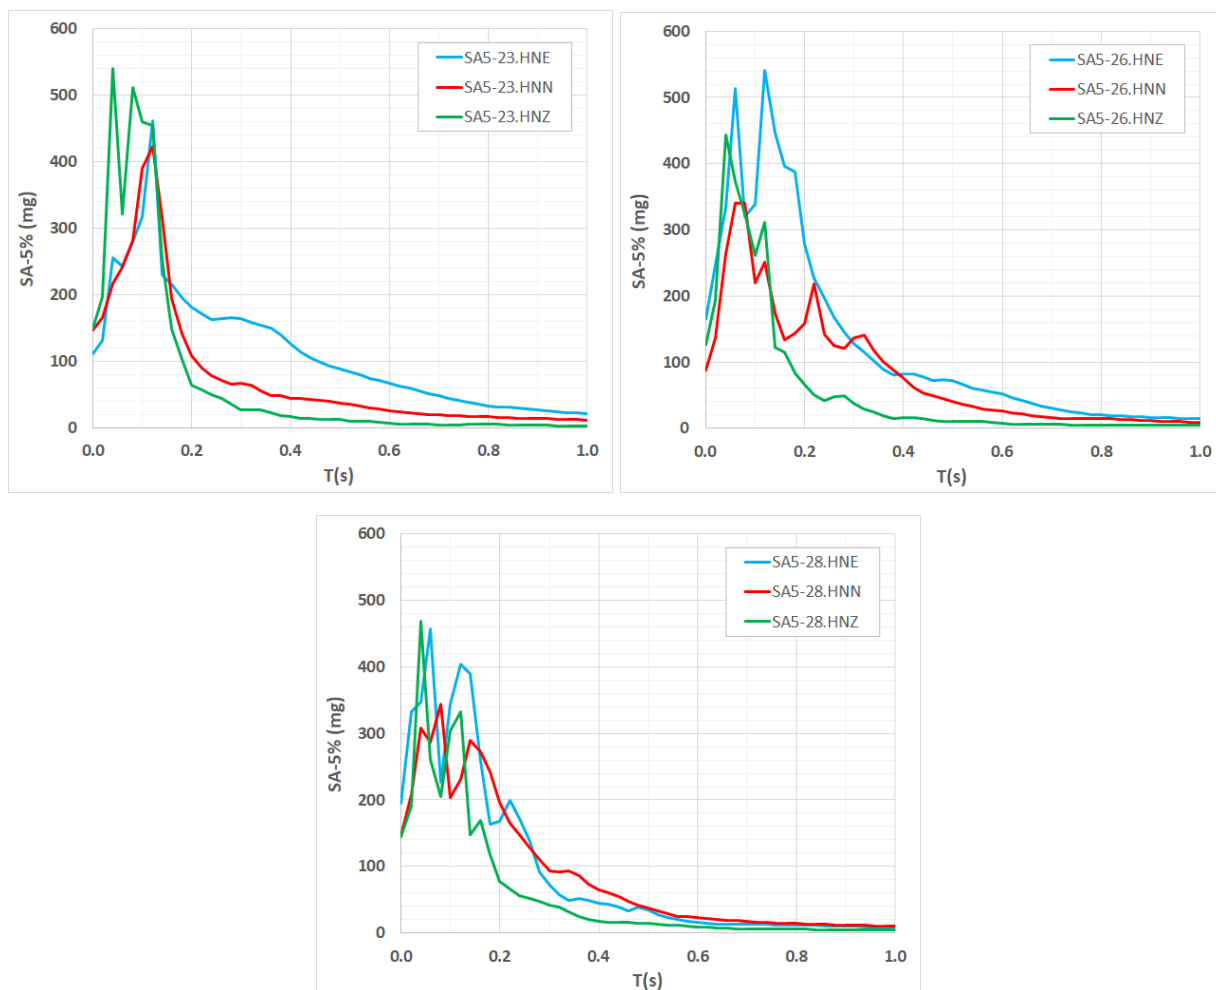 600
500
400
300
200
100
0
SA-5% (mg)
SA5-23.HNE
SA5-23.HNN
SA5-23.HNZ
0.0 0.2 0.4 0.6 0.8 1.0
T(s)
600
500
400
300
200
100
0
SA-5% (mg)
SA5-26.HNE
SA5-26.HNN
SA5-26.HNZ
0.0 0.2 0.4 0.6 0.8 1.0
T(s)
600
500
400
300
200
100
0
SA-5% (mg)
SA5-28.HNE
SA5-28.HNN
SA5-28.HNZ
0.0 0.2 0.4 0.6 0.8 1.0
T(s)